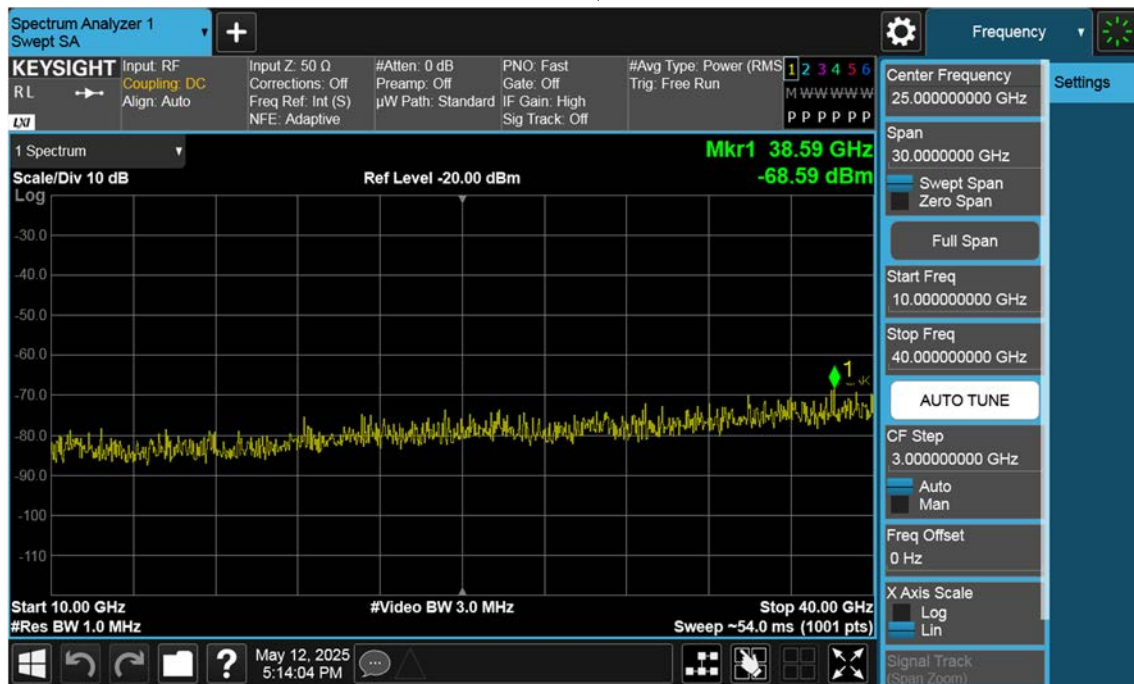 Spectrum Analyzer 1
Swept SA
Frequency
KEYSIGHT
RL
LXI
Input: RF
Coupling: DC
Align: Auto
Input Z: 50 Ω
Corrections: Off
Freq Ref: Int (S)
NFE: Adaptive
#Atten: 0 dB
Preamp: Off
µW Path: Standard
PNO: Fast
Gate: Off
IF Gain: High
Sig Track: Off
#Avg Type: Power (RMS
Trig: Free Run
1 2 3 4 5 6
M W W W W W
P P P P P P
1 Spectrum
Scale/Div 10 dB
Ref Level -20.00 dBm
Mkr1 38.59 GHz
-68.59 dBm
Log
-30.0
-40.0
-50.0
-60.0
-70.0
-80.0
-90.0
-100
-110
1
Start 10.00 GHz
#Video BW 3.0 MHz
Stop 40.00 GHz
#Res BW 1.0 MHz
Sweep ~54.0 ms (1001 pts)
?
May 12, 2025
5:14:04 PM
Center Frequency
25.000000000 GHz
Settings
Span
30.0000000 GHz
Swept Span
Zero Span
Full Span
Start Freq
10.000000000 GHz
Stop Freq
40.000000000 GHz
AUTO TUNE
CF Step
3.000000000 GHz
Auto
Man
Freq Offset
0 Hz
X Axis Scale
Log
Lin
Signal Track
(Span Zoom)